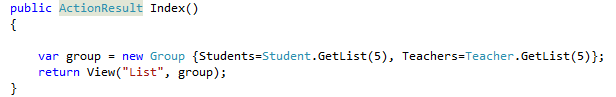 public ActionResult Index()
{
var group = new Group {Students=Student.GetList(5), Teachers=Teacher.GetList(5)};
return View("List", group);
}